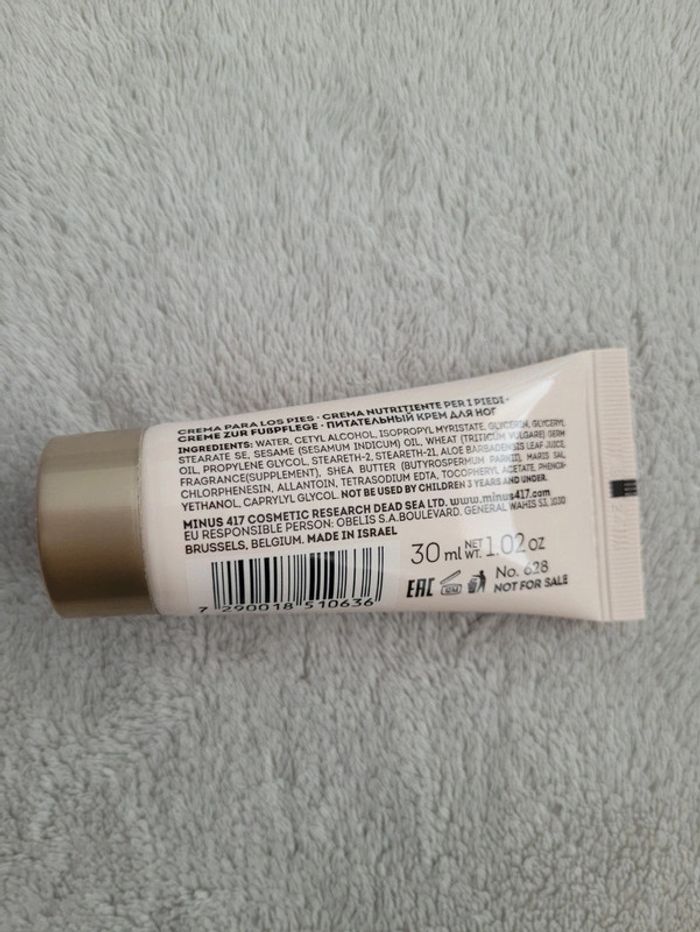 CREMA PARA LOS PIES · CREMA NUTRITIENTE PER I PIEDI ·
CREME ZUR FUßPFLEGE · ПИТАТЕЛЬНЫЙ КРЕМ ДЛЯ НОГ
INGREDIENTS: WATER, CETYL ALCOHOL, ISOPROPYL MYRISTATE, GLYCERIN, GLYCERYL
STEARATE SE, SESAME (SESAMUM INDICUM) OIL, WHEAT (TRITICUM VULGARE) GERM
OIL, PROPYLENE GLYCOL, STEARETH-2, STEARETH-21, ALOE BARBADENSIS LEAF JUICE,
FRAGRANCE(SUPPLEMENT), SHEA BUTTER (BUTYROSPERMUM PARKII), MARIS SAL,
CHLORPHENESIN, ALLANTOIN, TETRASODIUM EDTA, TOCOPHERYL ACETATE, PHENOX-
YETHANOL, CAPRYLYL GLYCOL. NOT BE USED BY CHILDREN 3 YEARS AND UNDER.
MINUS 417 COSMETIC RESEARCH DEAD SEA LTD. www.minus417.com
EU RESPONSIBLE PERSON: OBELIS S.A.BOULEVARD. GENERAL WAHIS 53, 1030
BRUSSELS, BELGIUM. MADE IN ISRAEL
30 ml NET WT. 1.02 OZ
EAC 12M No. 628
NOT FOR SALE
7 290018 510636